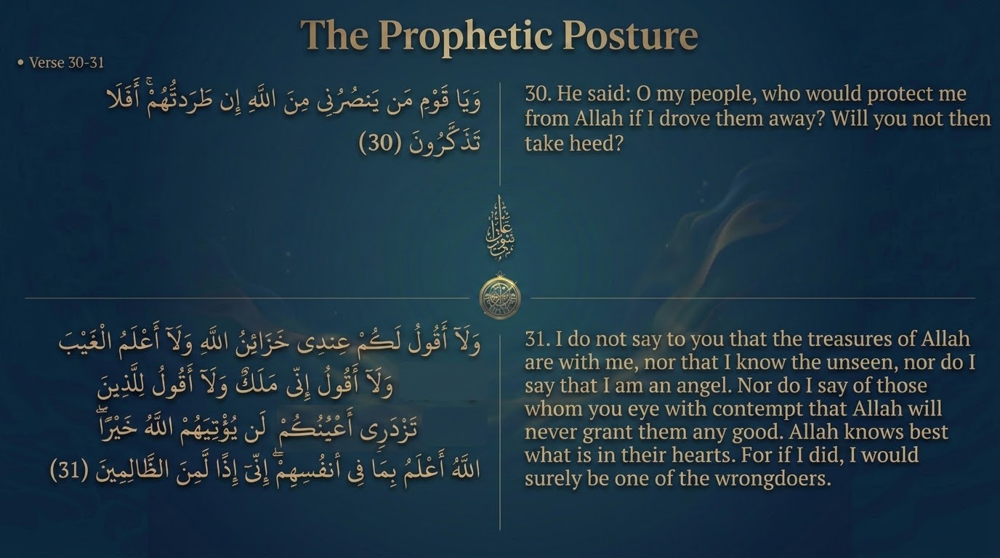 The Prophetic Posture
• Verse 30-31
وَيَا قَوْمِ مَن يَنصُرُنِى مِنَ اللَّهِ إِن طَرَدتُّهُمْ ۚ أَفَلَا
تَذَكَّرُونَ (30)
30. He said: O my people, who would protect me
from Allah if I drove them away? Will you not then
take heed?
وَلَآ أَقُولُ لَكُمْ عِندِى خَزَائِنُ اللَّهِ وَلَآ أَعْلَمُ الْغَيْبَ
وَلَآ أَقُولُ إِنِّى مَلَكٌ وَلَآ أَقُولُ لِلَّذِينَ
تَزْدَرِى أَعْيُنُكُمْ لَن يُؤْتِيَهُمْ اللَّهُ خَيْرًا ۖ
اللَّهُ أَعْلَمُ بِمَا فِى أَنفُسِهِمْ ۖ إِنِّىٓ إِذًا لَّمِنَ الظَّالِمِينَ (31)
31. I do not say to you that the treasures of Allah
are with me, nor that I know the unseen, nor do I
say that I am an angel. Nor do I say of those
whom you eye with contempt that Allah will
never grant them any good. Allah knows best
what is in their hearts. For if I did, I would
surely be one of the wrongdoers.